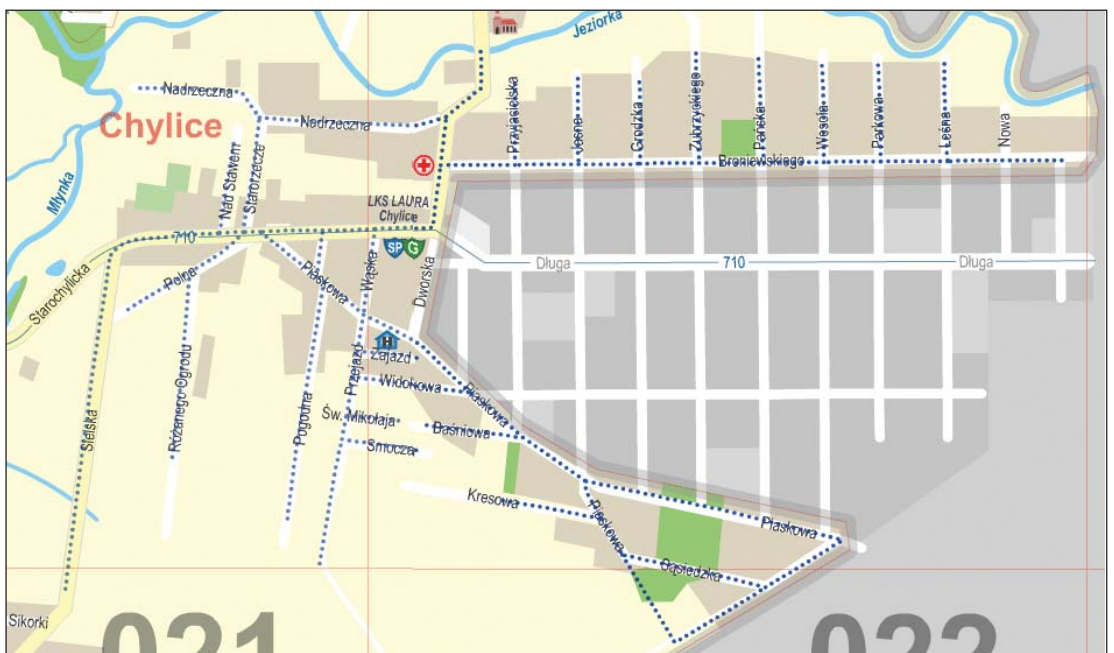 Jeziorka
Nadrzeczna
Chylice
Nadrzeczna
Przyjacielska
Jasna
Grodzka
Zubrzyckiego
Pańska
Wesoła
Parkowa
Leśna
Nowa
Broniewskiego
Młynka
Nad Stawem
Starorzecze
LKS LAURA
Chylice
SP
G
710
Starochylicka
Polna
Piaskowa
Wąska
Dworska
Długa
710
Długa
H
Zajazd
Przejazd
Widokowa
Piaskowa
Różanego Ogrodu
Pogodna
Sielska
Św. Mikołaja
Baśniowa
Smocza
Kresowa
Piaskowa
Piaskowa
Sąsiedzka
Sikorki
021
022